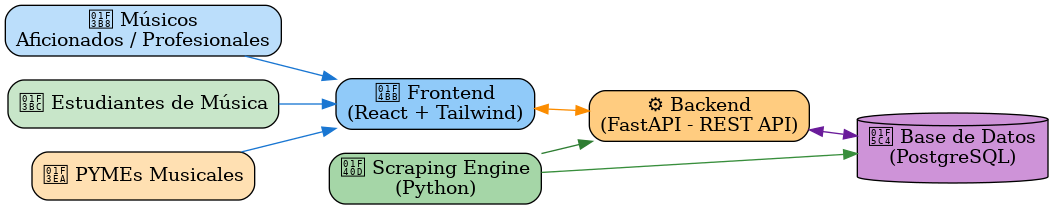 Músicos
Aficionados / Profesionales
Estudiantes de Música
PYMEs Musicales
Frontend
(React + Tailwind)
Scraping Engine
(Python)
⚙ Backend
(FastAPI - REST API)
Base de Datos
(PostgreSQL)